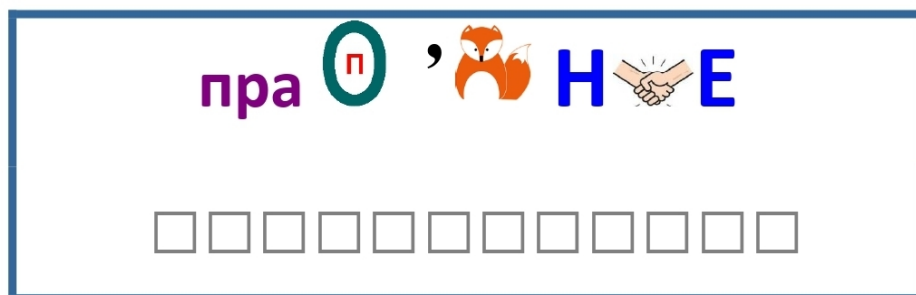 пра О п , Н Е